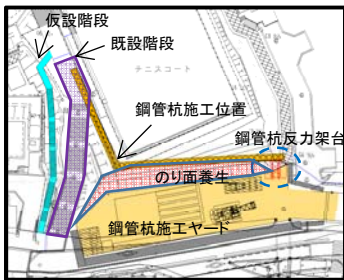 仮設階段
既設階段
テニスコート
鋼管杭施工位置
鋼管杭反力架台
のり面養生
鋼管杭施工ヤード